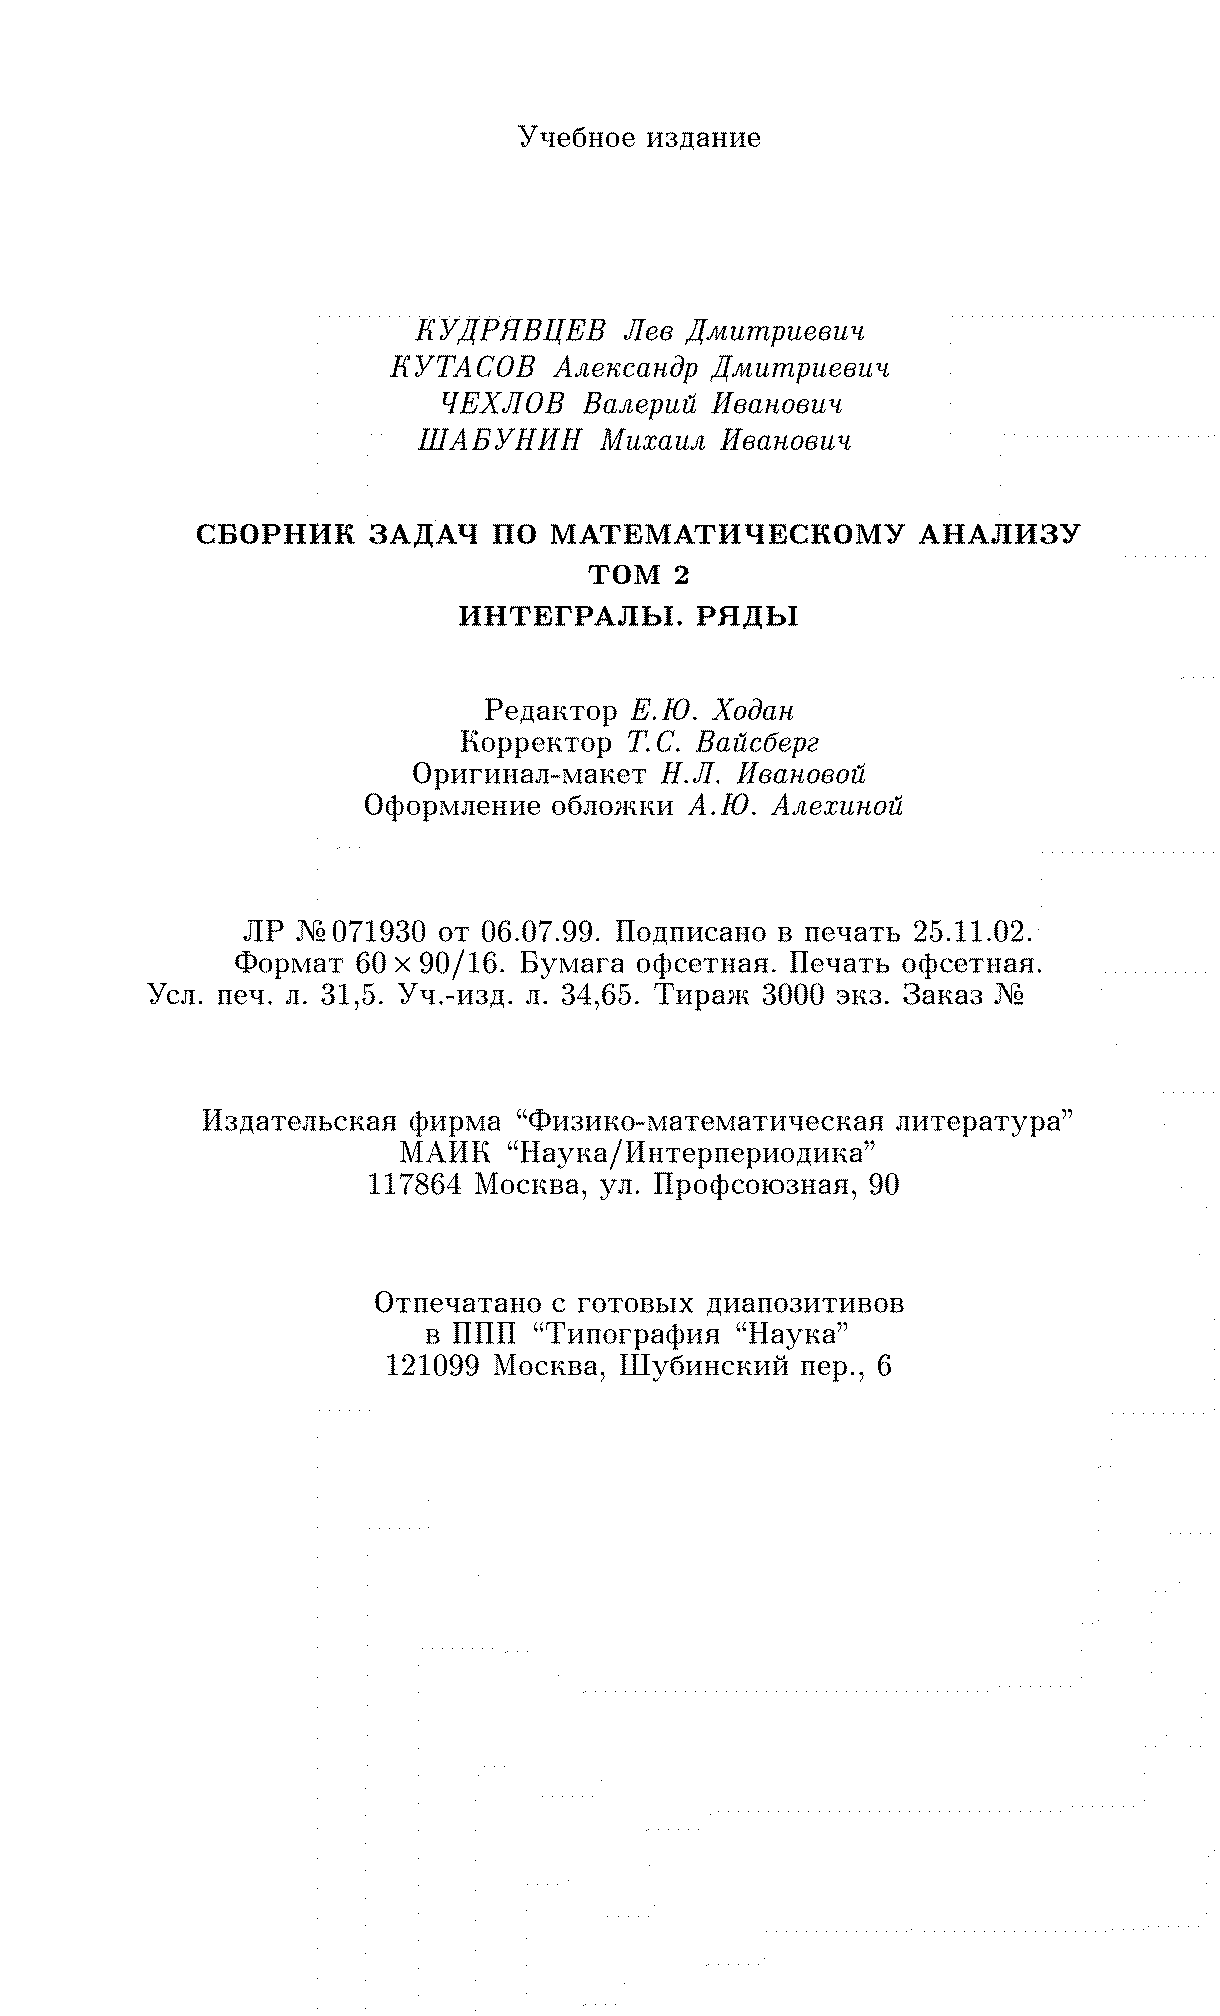 Учебное издание
КУДРЯВЦЕВ Лев Дмитриевич
КУТАСОВ Александр Дмитриевич
ЧЕХЛОВ Валерий Иванович
ШАБУНИН Михаил Иванович
СБОРНИК ЗАДАЧ ПО МАТЕМАТИЧЕСКОМУ АНАЛИЗУ
ТОМ 2
ИНТЕГРАЛЫ. РЯДЫ
Редактор Е.Ю. Ходан
Корректор Т.С. Вайсберг
Оригинал-макет Н.Л. Ивановой
Оформление обложки А.Ю. Алехиной
ЛР №071930 от 06.07.99. Подписано в печать 25.11.02.
Формат 60×90/16. Бумага офсетная. Печать офсетная.
Усл. печ. л. 31,5. Уч.-изд. л. 34,65. Тираж 3000 экз. Заказ №
Издательская фирма “Физико-математическая литература”
МАИК “Наука/Интерпериодика”
117864 Москва, ул. Профсоюзная, 90
Отпечатано с готовых диапозитивов
в ППП “Типография “Наука”
121099 Москва, Шубинский пер., 6